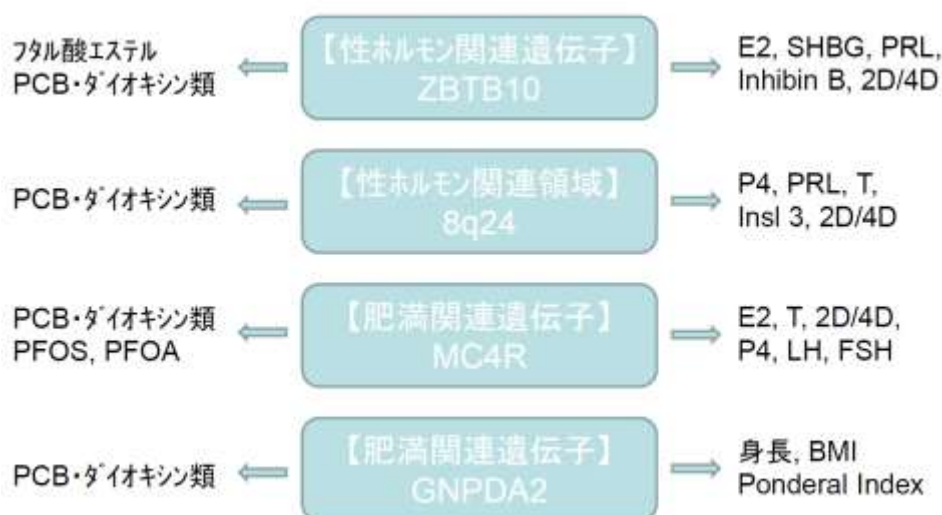 フタル酸エステル
PCB・ダイオキシン類
【性ホルモン関連遺伝子】
ZBTB10
E2, SHBG, PRL,
Inhibin B, 2D/4D
PCB・ダイオキシン類
【性ホルモン関連領域】
8q24
P4, PRL, T,
Insl 3, 2D/4D
PCB・ダイオキシン類
PFOS, PFOA
【肥満関連遺伝子】
MC4R
E2, T, 2D/4D,
P4, LH, FSH
PCB・ダイオキシン類
【肥満関連遺伝子】
GNPDA2
身長, BMI
Ponderal Index